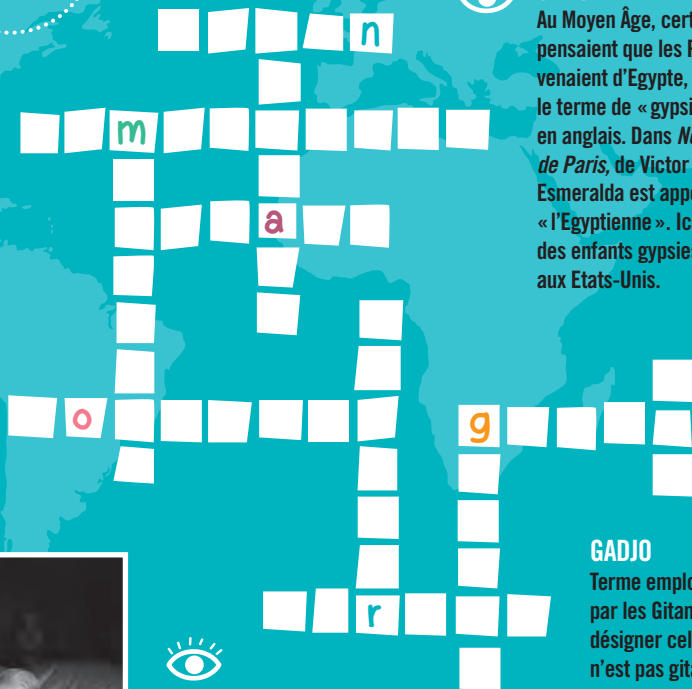 n
Au Moyen Âge, cert
pensaient que les
venaient d'Egypte,
le terme de « gypsi
en anglais. Dans
de Paris, de Victor
Esmeralda est appe
« l'Egyptienne ». Ic
des enfants gypsies
aux Etats-Unis.
m
a
o
g
GADJO
Terme emplo
par les Gitan
désigner cel
n'est pas gita
r